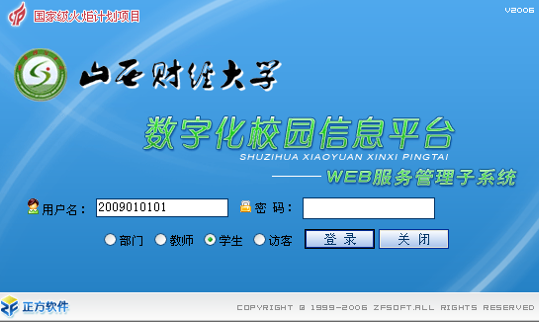 国家级火炬计划项目
V2006
山西财经大学
数字化校园信息平台
SHUZIHUA XIAOYUAN XINXI PINGTAI
WEB服务管理子系统
用户名： 2009010101 密 码：
部门 教师 学生 访客 登 录 关 闭
正方软件 COPYRIGHT @ 1999-2006 ZFSOFT.ALL RIGHTS RESERVED